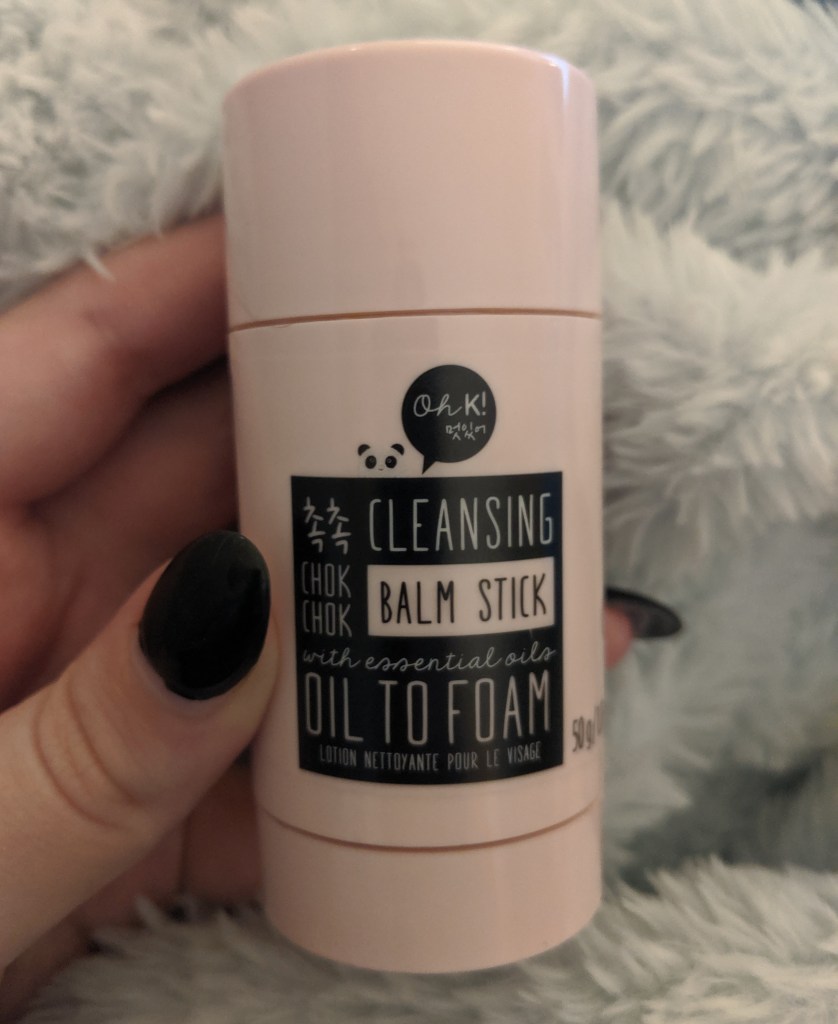 Oh K!
멋있어
촉촉 CLEANSING
CHOK CHOK
BALM STICK
with essential oils
OIL TO FOAM
LOTION NETTOYANTE POUR LE VISAGE
50g/